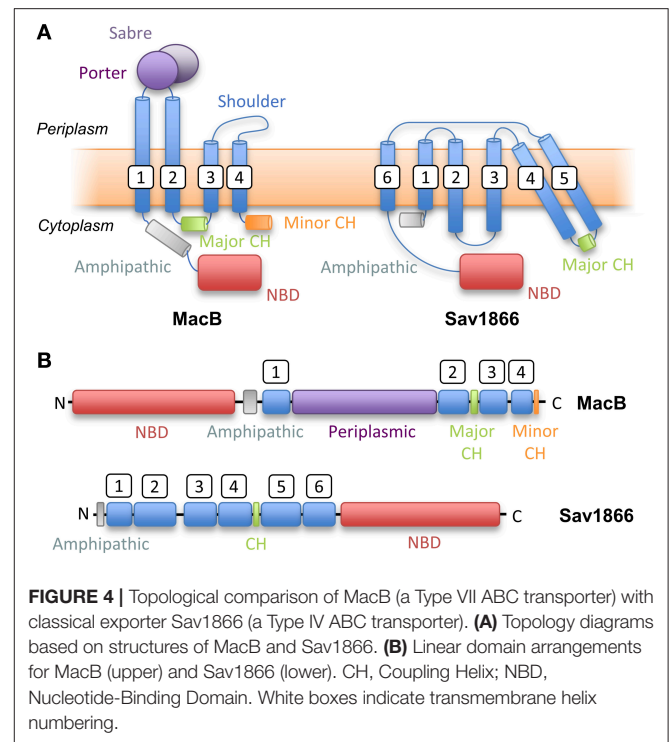 A
Sabre
Porter
Shoulder
Periplasm
1 2 3 4 6 1 2 3 4 5
Cytoplasm
Minor CH
Major CH
Amphipathic
NBD
MacB
Amphipathic
Major CH
NBD
Sav1866
B
1 2 3 4
N C MacB
NBD Amphipathic Periplasmic Major CH Minor CH
1 2 3 4 5 6
N C Sav1866
Amphipathic CH NBD
FIGURE 4 | Topological comparison of MacB (a Type VII ABC transporter) with
classical exporter Sav1866 (a Type IV ABC transporter). (A) Topology diagrams
based on structures of MacB and Sav1866. (B) Linear domain arrangements
for MacB (upper) and Sav1866 (lower). CH, Coupling Helix; NBD,
Nucleotide-Binding Domain. White boxes indicate transmembrane helix
numbering.